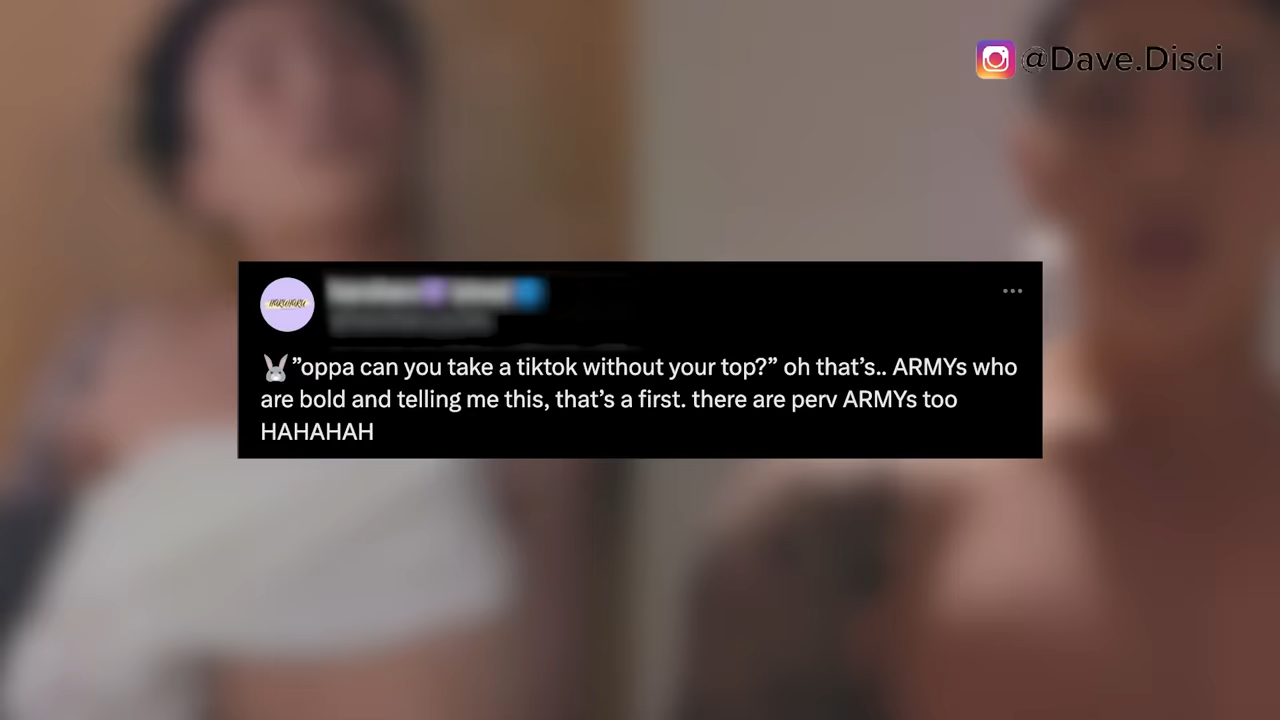 @Dave.Disci
🐰”oppa can you take a tiktok without your top?” oh that’s.. ARMYs who
are bold and telling me this, that’s a first. there are perv ARMYs too
HAHAHAH